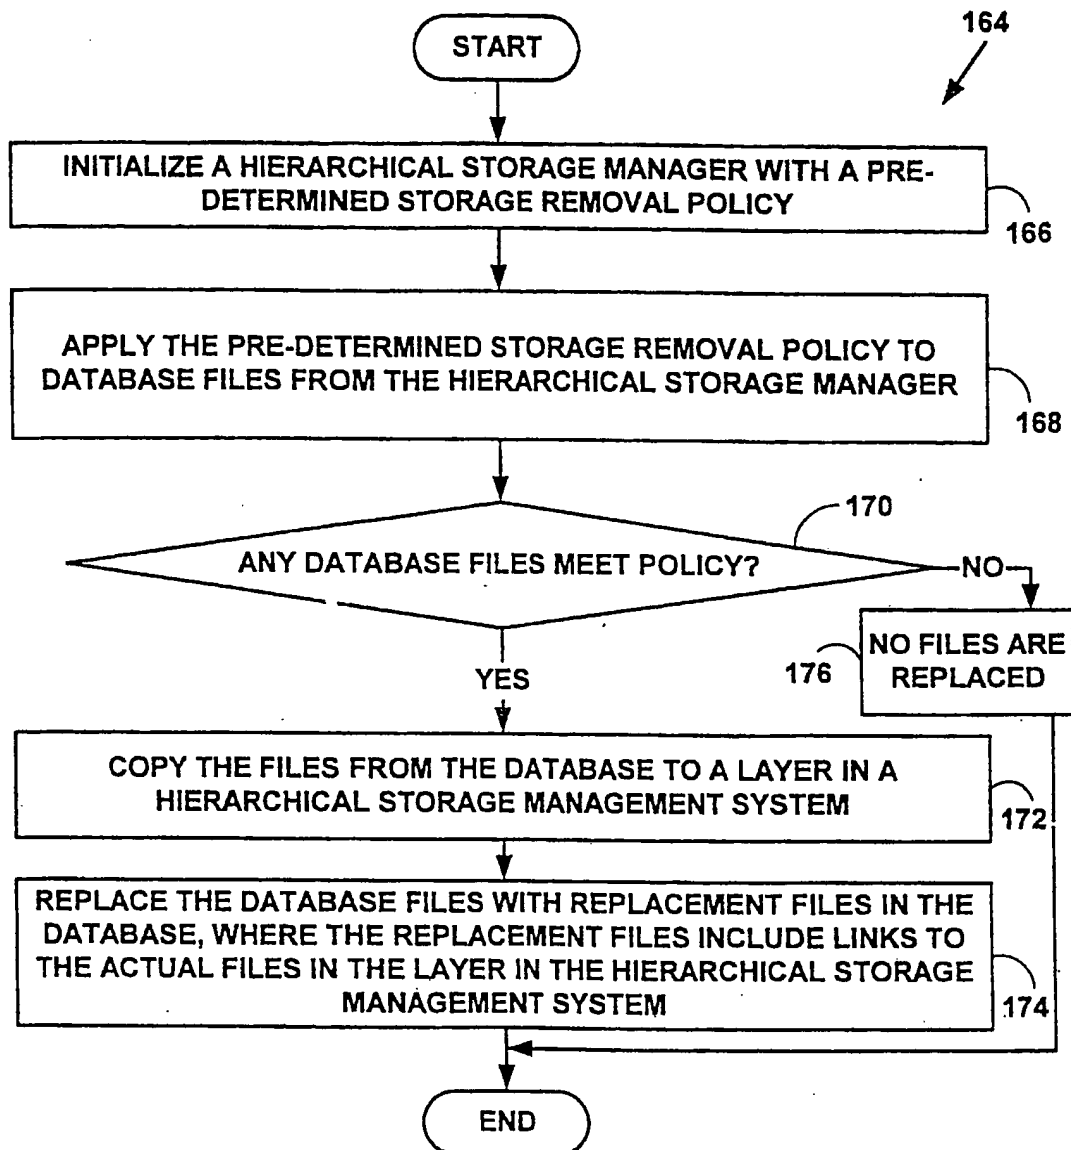 START
164
INITIALIZE A HIERARCHICAL STORAGE MANAGER WITH A PRE-
DETERMINED STORAGE REMOVAL POLICY
166
APPLY THE PRE-DETERMINED STORAGE REMOVAL POLICY TO
DATABASE FILES FROM THE HIERARCHICAL STORAGE MANAGER
168
170
ANY DATABASE FILES MEET POLICY?
NO
NO FILES ARE
REPLACED
176
YES
COPY THE FILES FROM THE DATABASE TO A LAYER IN A
HIERARCHICAL STORAGE MANAGEMENT SYSTEM
172
REPLACE THE DATABASE FILES WITH REPLACEMENT FILES IN THE
DATABASE, WHERE THE REPLACEMENT FILES INCLUDE LINKS TO
THE ACTUAL FILES IN THE LAYER IN THE HIERARCHICAL STORAGE
MANAGEMENT SYSTEM
174
END